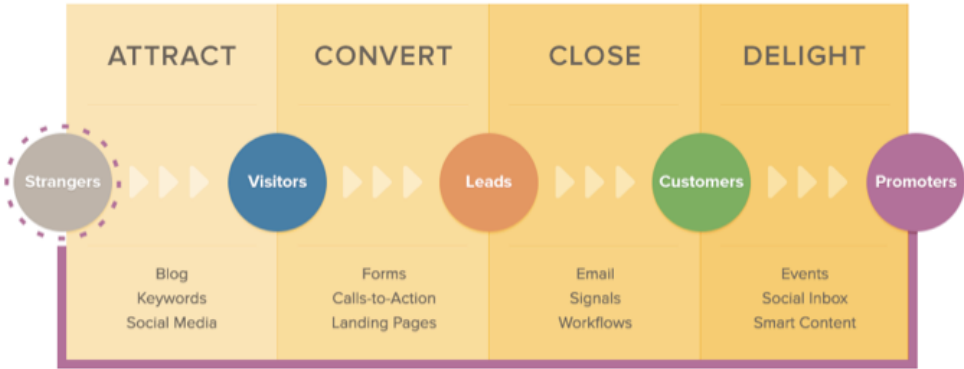 ATTRACT CONVERT CLOSE DELIGHT
Strangers Visitors Leads Customers Promoters
Blog Forms Email Events
Keywords Calls-to-Action Signals Social Inbox
Social Media Landing Pages Workflows Smart Content